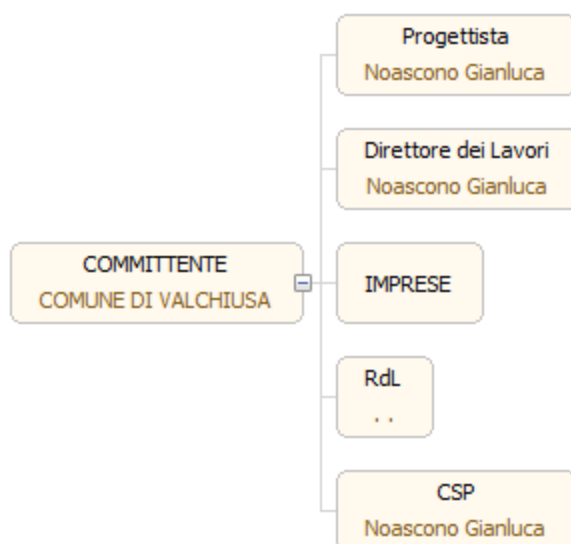 Progettista
Noascono Gianluca
Direttore dei Lavori
Noascono Gianluca
COMMITTENTE
COMUNE DI VALCHIUSA
IMPRESE
RdL
. .
CSP
Noascono Gianluca